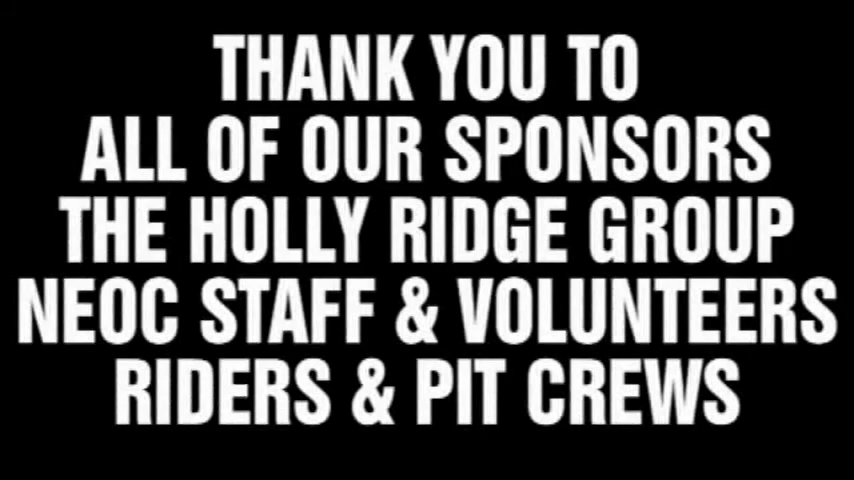 THANK YOU TO
ALL OF OUR SPONSORS
THE HOLLY RIDGE GROUP
NEOC STAFF & VOLUNTEERS
RIDERS & PIT CREWS